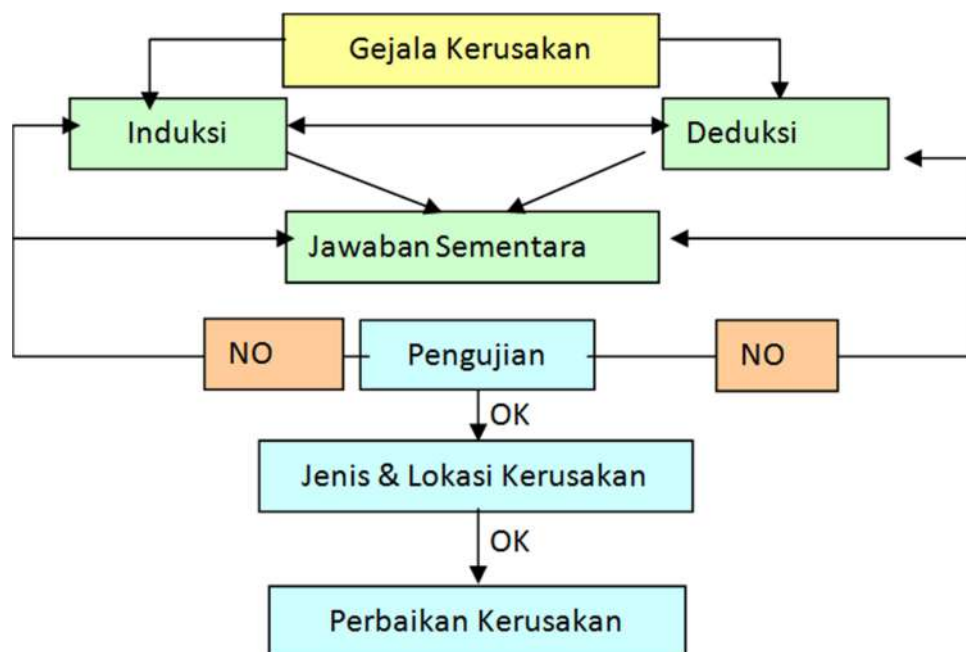 Gejala Kerusakan
Induksi
Deduksi
Jawaban Sementara
NO
Pengujian
NO
OK
Jenis & Lokasi Kerusakan
OK
Perbaikan Kerusakan